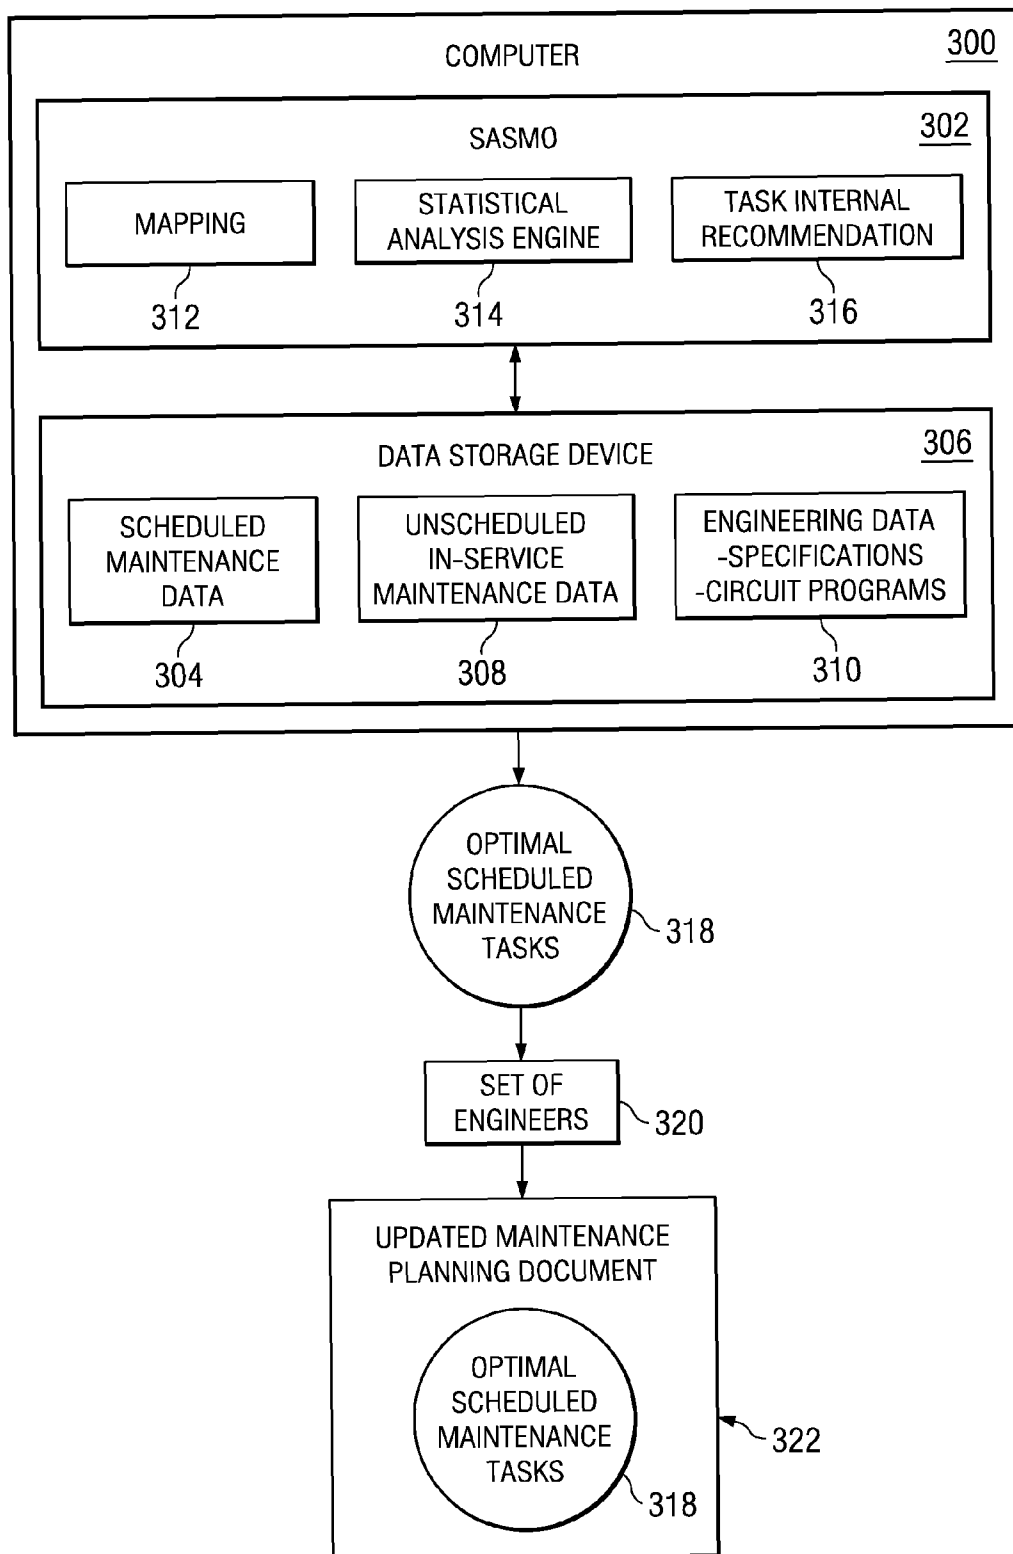 COMPUTER
300
SASMO
302
MAPPING
STATISTICAL
ANALYSIS ENGINE
TASK INTERNAL
RECOMMENDATION
312
314
316
DATA STORAGE DEVICE
306
SCHEDULED
MAINTENANCE
DATA
UNSCHEDULED
IN-SERVICE
MAINTENANCE DATA
ENGINEERING DATA
-SPECIFICATIONS
-CIRCUIT PROGRAMS
304
308
310
OPTIMAL
SCHEDULED
MAINTENANCE
TASKS
318
SET OF
ENGINEERS
320
UPDATED MAINTENANCE
PLANNING DOCUMENT
OPTIMAL
SCHEDULED
MAINTENANCE
TASKS
322
318